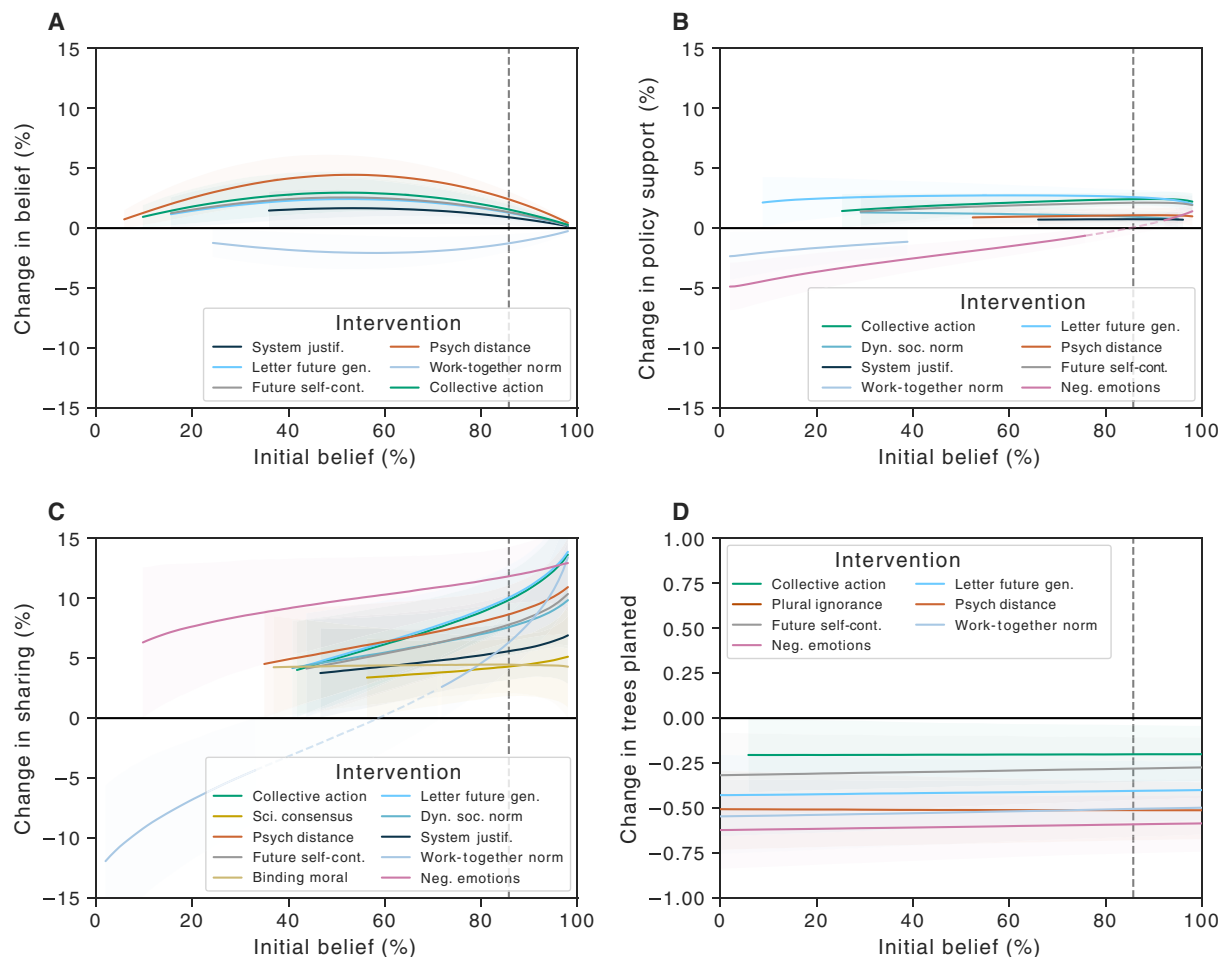 A
Change in belief (%)
15
10
5
0
−5
−10
−15
Intervention
System justif.
Psych distance
Letter future gen.
Work-together norm
Future self-cont.
Collective action
0 20 40 60 80 100
Initial belief (%)
B
Change in policy support (%)
15
10
5
0
−5
−10
−15
Intervention
Collective action
Letter future gen.
Dyn. soc. norm
Psych distance
System justif.
Future self-cont.
Work-together norm
Neg. emotions
0 20 40 60 80 100
Initial belief (%)
C
Change in sharing (%)
15
10
5
0
−5
−10
−15
Intervention
Collective action
Letter future gen.
Sci. consensus
Dyn. soc. norm
Psych distance
System justif.
Future self-cont.
Work-together norm
Binding moral
Neg. emotions
0 20 40 60 80 100
Initial belief (%)
D
Change in trees planted
1.00
0.75
0.50
0.25
0.00
−0.25
−0.50
−0.75
−1.00
Intervention
Collective action
Letter future gen.
Plural ignorance
Psych distance
Future self-cont.
Work-together norm
Neg. emotions
0 20 40 60 80 100
Initial belief (%)